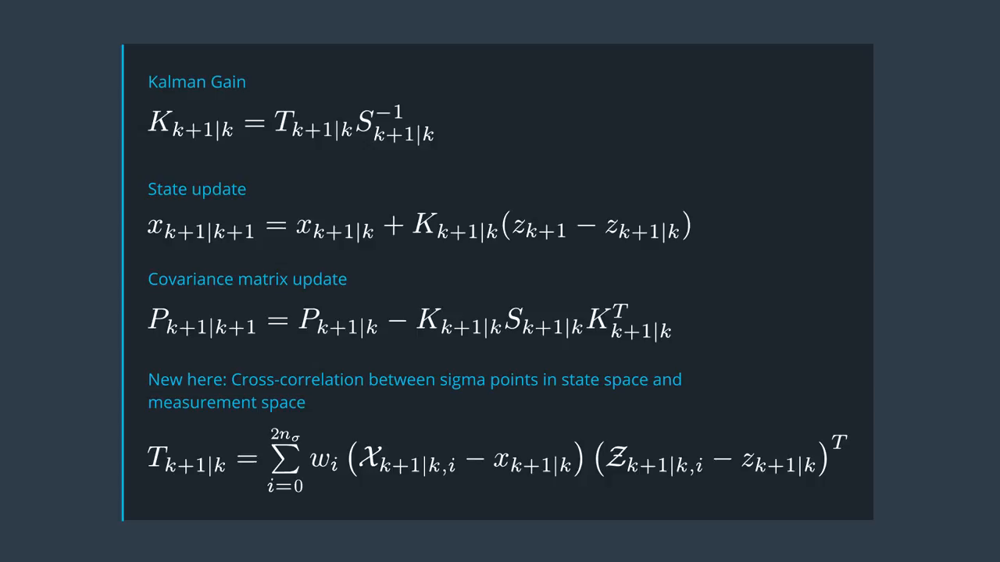 Kalman Gain
$K_{k+1|k} = T_{k+1|k} S_{k+1|k}^{-1}$
State update
$x_{k+1|k+1} = x_{k+1|k} + K_{k+1|k}(z_{k+1} - z_{k+1|k})$
Covariance matrix update
$P_{k+1|k+1} = P_{k+1|k} - K_{k+1|k} S_{k+1|k} K_{k+1|k}^{T}$
New here: Cross-correlation between sigma points in state space and
measurement space
$T_{k+1|k} = \sum_{i=0}^{2n_\sigma} w_i \left(\mathcal{X}_{k+1|k,i} - x_{k+1|k}\right) \left(\mathcal{Z}_{k+1|k,i} - z_{k+1|k}\right)^T$